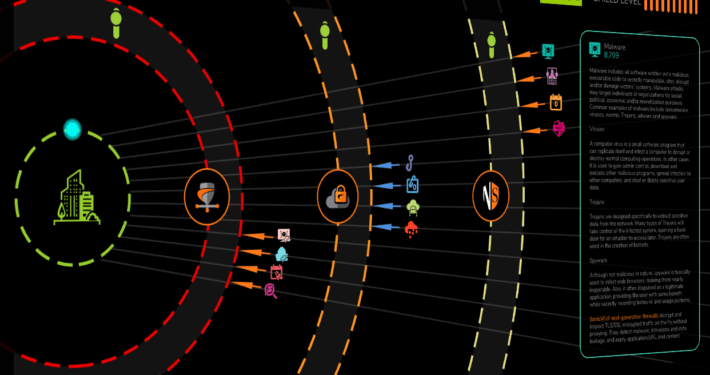 SHIELD LEVEL
Malware
8,709
Malware includes all software written with malicious
executable code to secretly manipulate, alter, disrupt
and/or damage victims' systems. Malware attacks
may target individuals or organizations for social,
political, economic and/or monetization purposes.
Common examples of malware include ransomware,
viruses, worms, Trojans, adware and spyware.
Viruses
A computer virus is a small software program that
can replicate itself and infect a computer to disrupt or
destroy normal computing operations. In other cases
it is used to gain admin control, download and
execute other malicious programs, spread infection to
other computers, and steal or delete sensitive user
data.
Trojans
Trojans are designed specifically to extract sensitive
data from the network. Many types of Trojans will
take control of the infected system, opening a back
door for an attacker to access later. Trojans are often
used in the creation of botnets.
Spyware
Although not malicious in nature, spyware is
used to infect web browsers, making them nearly
inoperable. Also, it often disguised as a legitimate
application, providing the user with some benefit
while secretly recording behavior and usage patterns.
SonicWall next-generation firewalls decrypt and
inspect TLS/SSL encrypted traffic on the fly, without
proxying. They detect malware, intrusions and data
leakage, and apply application, URL and content